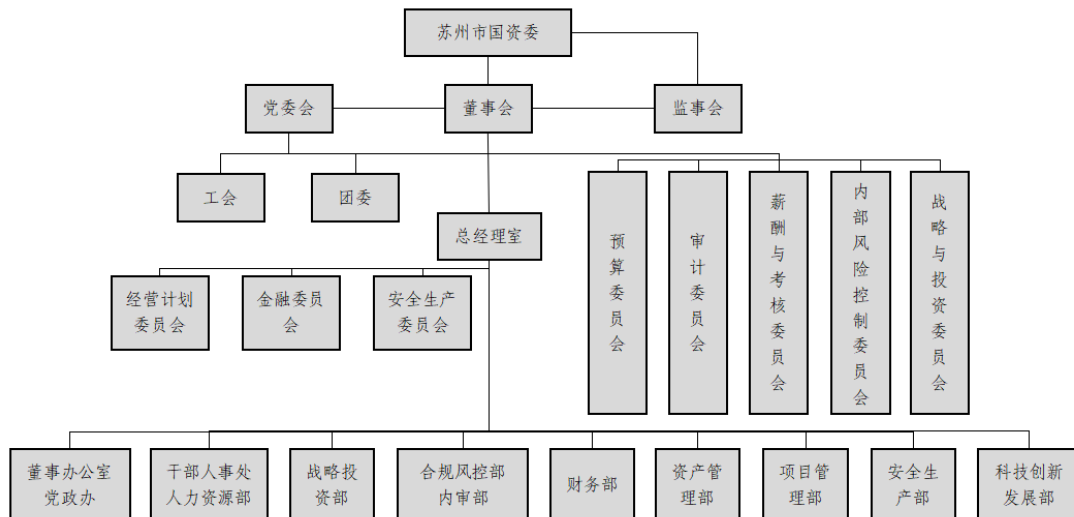 苏州市国资委
党委会
董事会
监事会
工会
团委
总经理室
预算委员会
审计委员会
薪酬与考核委员会
内部风险控制委员会
战略与投资委员会
经营计划
委员会
金融委员
会
安全生产
委员会
董事办公室
党政办
干部人事处
人力资源部
战略投
资部
合规风控部
内审部
财务部
资产管
理部
项目管
理部
安全生
产部
科技创新
发展部